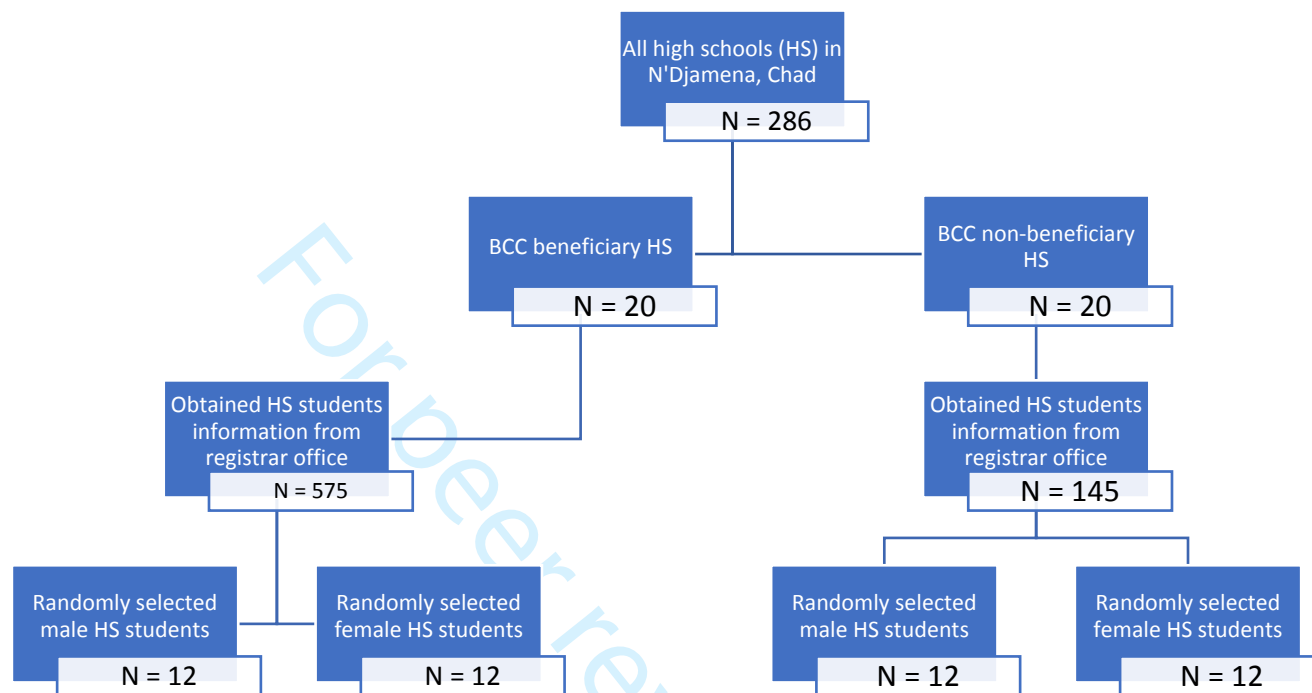 All high schools (HS) in
N'Djamena, Chad
N = 286
BCC beneficiary HS
N = 20
BCC non-beneficiary
HS
N = 20
Obtained HS students
information from
registrar office
N = 575
Obtained HS students
information from
registrar office
N = 145
Randomly selected
male HS students
N = 12
Randomly selected
female HS students
N = 12
Randomly selected
male HS students
N = 12
Randomly selected
female HS students
N = 12
For beer re